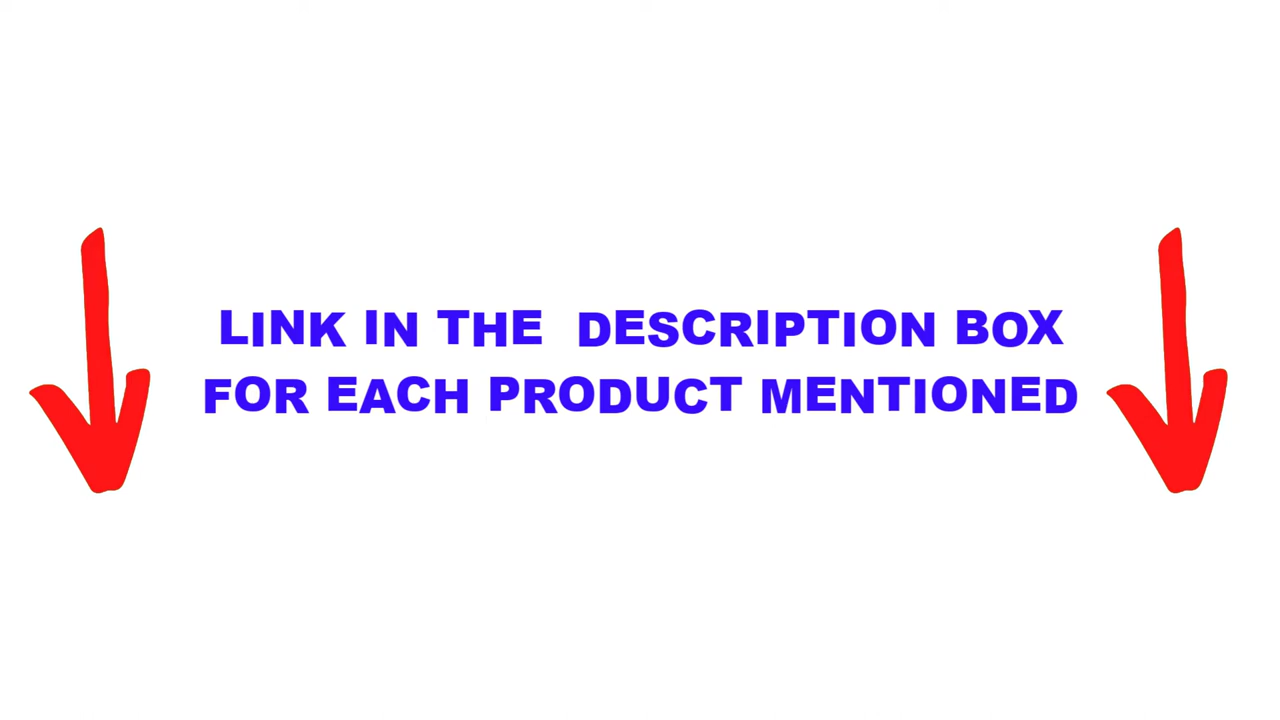 LINK IN THE DESCRIPTION BOX
FOR EACH PRODUCT MENTIONED